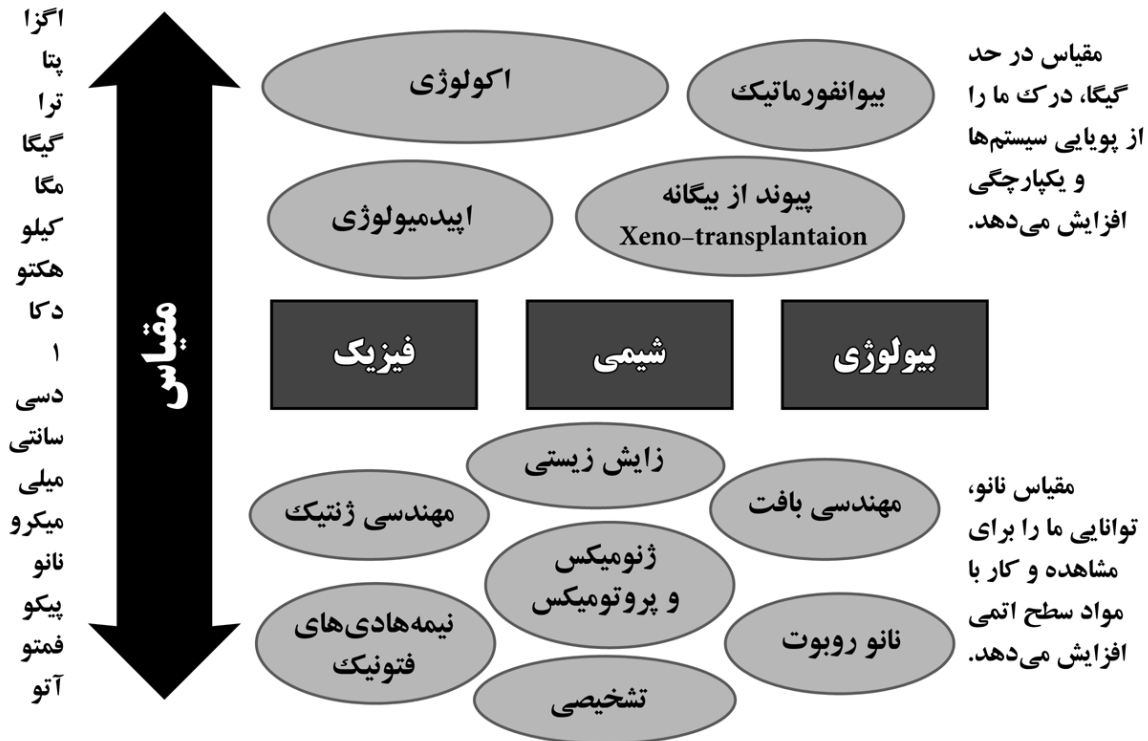 اگزا
پتا
ترا
گیگا
مگا
کیلو
هکتو
دکا
۱
دسی
سانتی
میلی
میکرو
نانو
پیکو
فمتو
آتو
مقیاس
مقیاس در حد
گیگا، درک ما را
از پویایی سیستم‌ها
و یکپارچگی
افزایش می‌دهد.
بیوانفورماتیک
اکولوژی
پیوند از بیگانه
Xeno–transplantaion
اپیدمیولوژی
بیولوژی
شیمی
فیزیک
زایش زیستی
مهندسی بافت
مهندسی ژنتیک
ژنومیکس
و پروتومیکس
نانو روبوت
نیمه‌هادی‌های
فتونیک
تشخیصی
مقیاس نانو،
توانایی ما را برای
مشاهده و کار با
مواد سطح اتمی
افزایش می‌دهد.